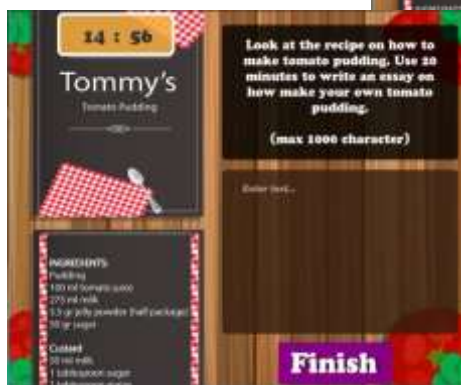 14 : 56
Tommy's
Tomato Pudding
Look at the recipe on how to
make tomato pudding. Use 20
minutes to write an essay on
how make your own tomato
pudding.
(max 1000 character)
Enter text...
INGREDIENTS
Pudding
100 ml tomato juice
275 ml milk
3.5 gr jelly powder (half package)
50 gr sugar
Custard
50 ml milk
1 tablespoon sugar
Finish